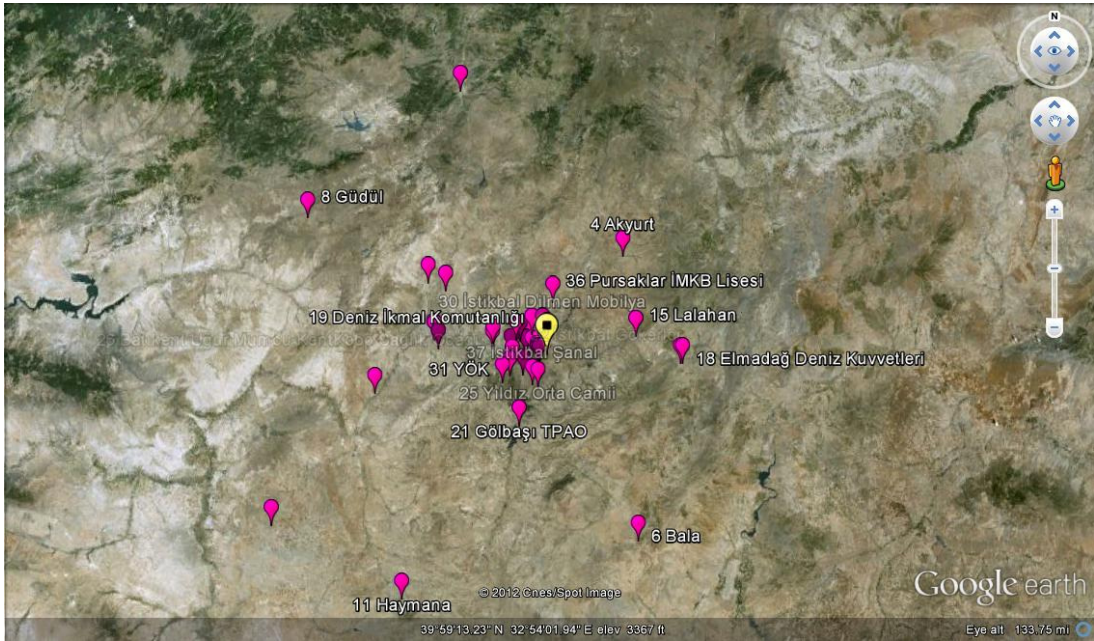 N
8 Güdül
4 Akyurt
36 Pursaklar İMKB Lisesi
30 İstikbal Dilmen Mobilya
19 Deniz İkmal Komutanlığı
15 Lalahan
37 İstikbal Şanal
18 Elmadağ Deniz Kuvvetleri
31 YÖK
25 Yıldız Orta Camii
21 Gölbaşı TPAO
6 Bala
11 Haymana
© 2012 Cnes/Spot Image
Google earth
39°59'13.23" N 32°54'01.94" E elev 3367 ft
Eye alt 133.75 mi